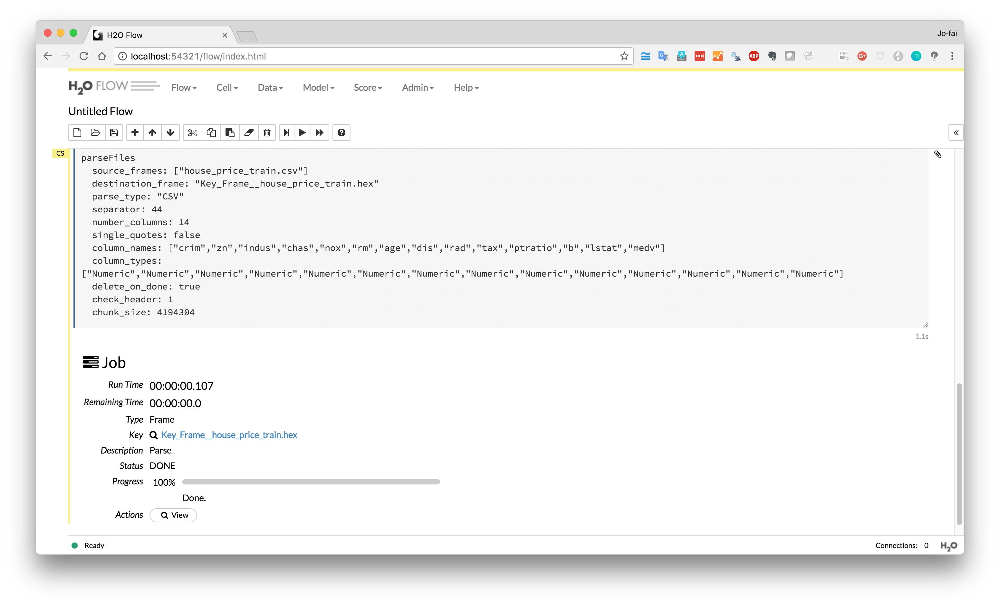 H2O Flow
Jo-fai
localhost:54321/flow/index.html
H2O FLOW Flow Cell Data Model Score Admin Help
Untitled Flow
CS
parseFiles
source_frames: ["house_price_train.csv"]
destination_frame: "Key_Frame__house_price_train.hex"
parse_type: "CSV"
separator: 44
number_columns: 14
single_quotes: false
column_names: ["crim","zn","indus","chas","nox","rm","age","dis","rad","tax","ptratio","b","lstat","medv"]
column_types:
["Numeric","Numeric","Numeric","Numeric","Numeric","Numeric","Numeric","Numeric","Numeric","Numeric","Numeric","Numeric","Numeric","Numeric"]
delete_on_done: true
check_header: 1
chunk_size: 4194304
1.1s
Job
Run Time 00:00:00.107
Remaining Time 00:00:00.0
Type Frame
Key Key_Frame__house_price_train.hex
Description Parse
Status DONE
Progress 100%
Done.
Actions View
Ready
Connections: 0 H2O